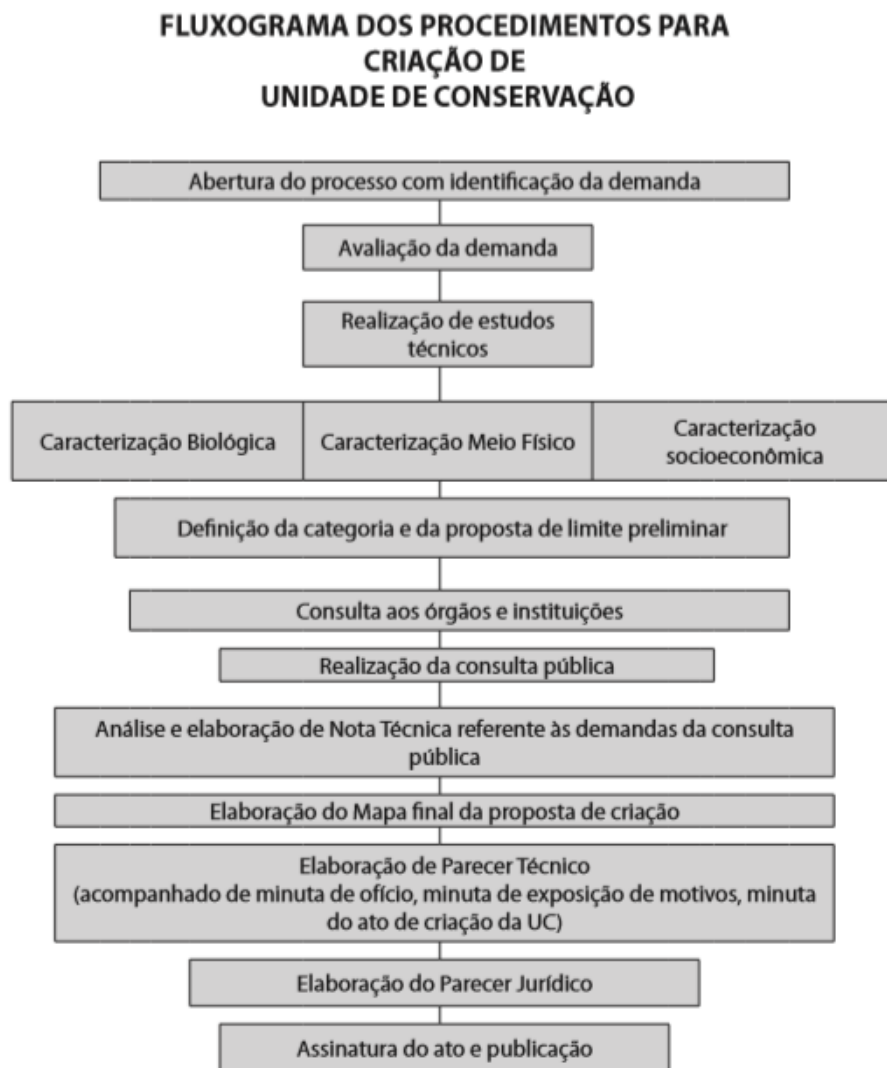 FLUXOGRAMA DOS PROCEDIMENTOS PARA
CRIAÇÃO DE
UNIDADE DE CONSERVAÇÃO
Abertura do processo com identificação da demanda
Avaliação da demanda
Realização de estudos
técnicos
Caracterização Biológica
Caracterização Meio Físico
Caracterização
socioeconômica
Definição da categoria e da proposta de limite preliminar
Consulta aos órgãos e instituições
Realização da consulta pública
Análise e elaboração de Nota Técnica referente às demandas da consulta
pública
Elaboração do Mapa final da proposta de criação
Elaboração de Parecer Técnico
(acompanhado de minuta de ofício, minuta de exposição de motivos, minuta
do ato de criação da UC)
Elaboração do Parecer Jurídico
Assinatura do ato e publicação